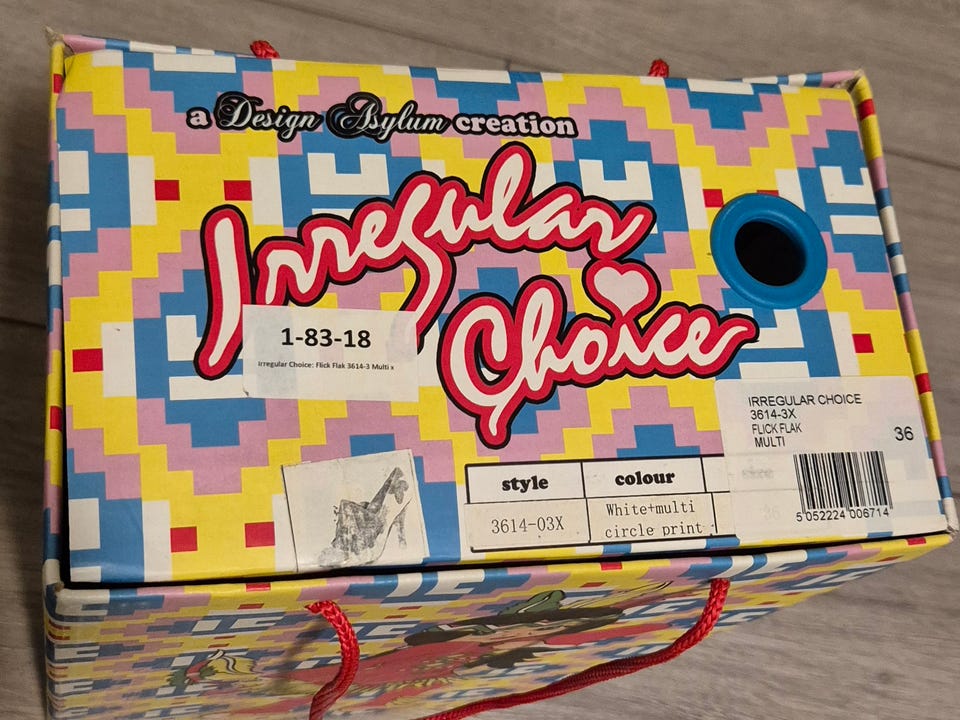 a Design Asylum creation
Irregular
Choice
1-83-18
Irregular Choice: Flick Flak 3614-3 Multi x
IRREGULAR CHOICE
3614-3X
FLICK FLAK
MULTI
36
style colour
3614-03X White+multi
circle print
36
5 052224 006714